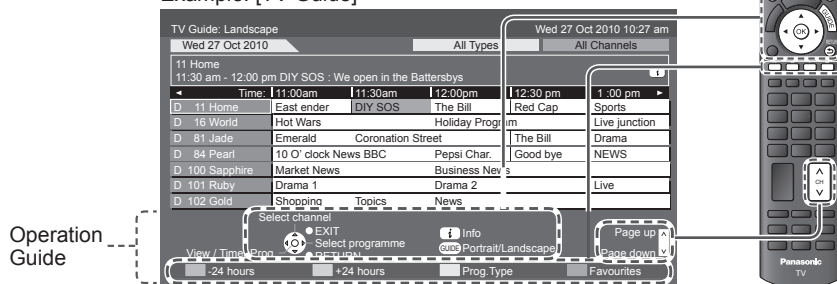 Example: [TV Guide]
TV Guide: Landscape Wed 27 Oct 2010 10:27 am
Wed 27 Oct 2010 All Types All Channels
11 Home
11:30 am - 12:00 pm DIY SOS : We open in the Battersbys i
◄ Time: 11:00am 11:30am 12:00pm 12:30 pm 1 :00 pm ►
D 11 Home East ender DIY SOS The Bill Red Cap Sports
D 16 World Hot Wars Holiday Program Live junction
D 81 Jade Emerald Coronation Street The Bill Drama
D 84 Pearl 10 O' clock News BBC Pepsi Char. Good bye NEWS
D 100 Sapphire Market News Business News
D 101 Ruby Drama 1 Drama 2 Live
D 102 Gold Shopping Topics News
Operation Guide
Select channel
EXIT i Info Page up
Select programme GUIDE Portrait/Landscape
View / Time Prog. RETURN Page down
-24 hours +24 hours Prog.Type Favourites
GUIDE
OK
CH
Panasonic
TV